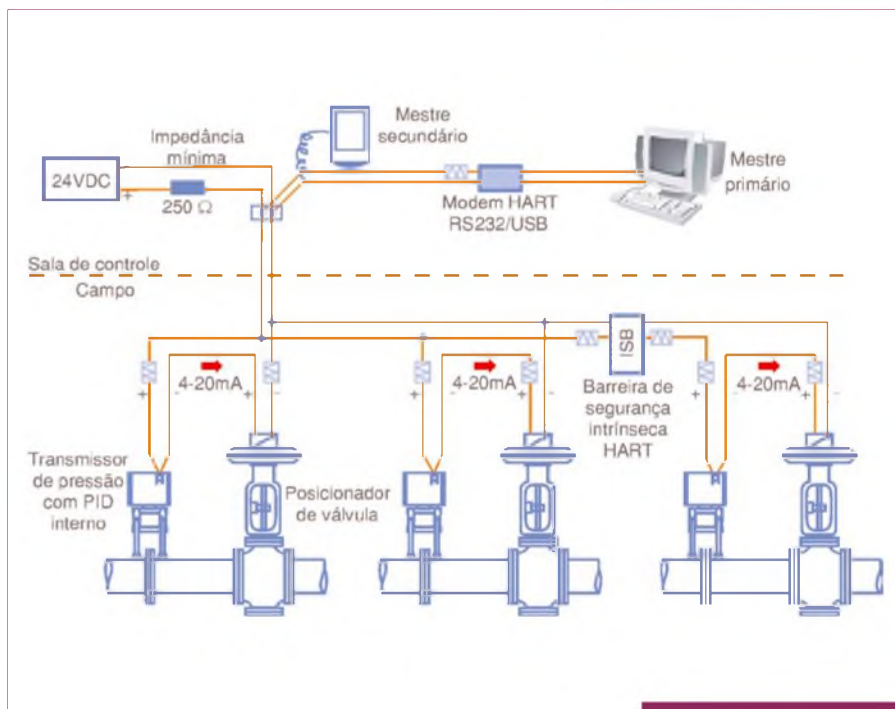 Mestre
secundário
Impedância
mínima
24VDC
+
250 Ω
Modem HART
RS232/USB
Mestre
primário
Sala de controle
Campo
ISB
4-20mA
4-20mA
4-20mA
+ - + -
+ - + -
+ - + -
Barreira de
segurança
intrínseca
HART
Transmissor
de pressão
com PID
interno
Posicionador
de válvula